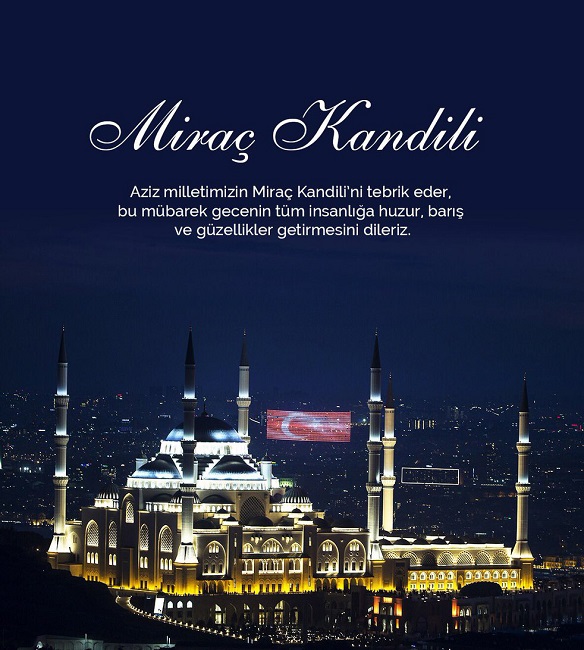 Miraç Kandili
Aziz milletimizin Miraç Kandili'ni tebrik eder,
bu mübarek gecenin tüm insanlığa huzur, barış
ve güzellikler getirmesini dileriz.